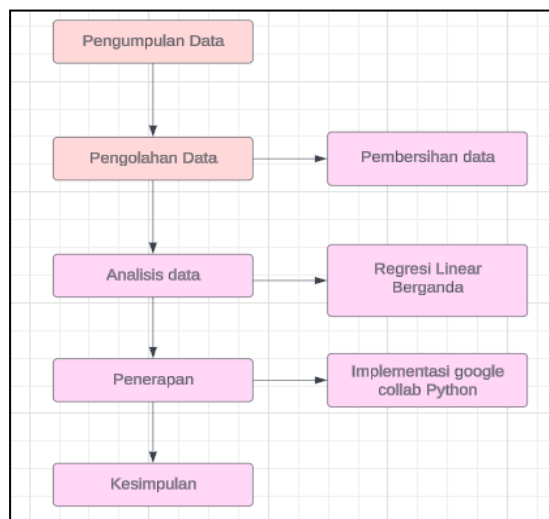 Pengumpulan Data
Pengolahan Data
Pembersihan data
Analisis data
Regresi Linear
Berganda
Penerapan
Implementasi google
collab Python
Kesimpulan